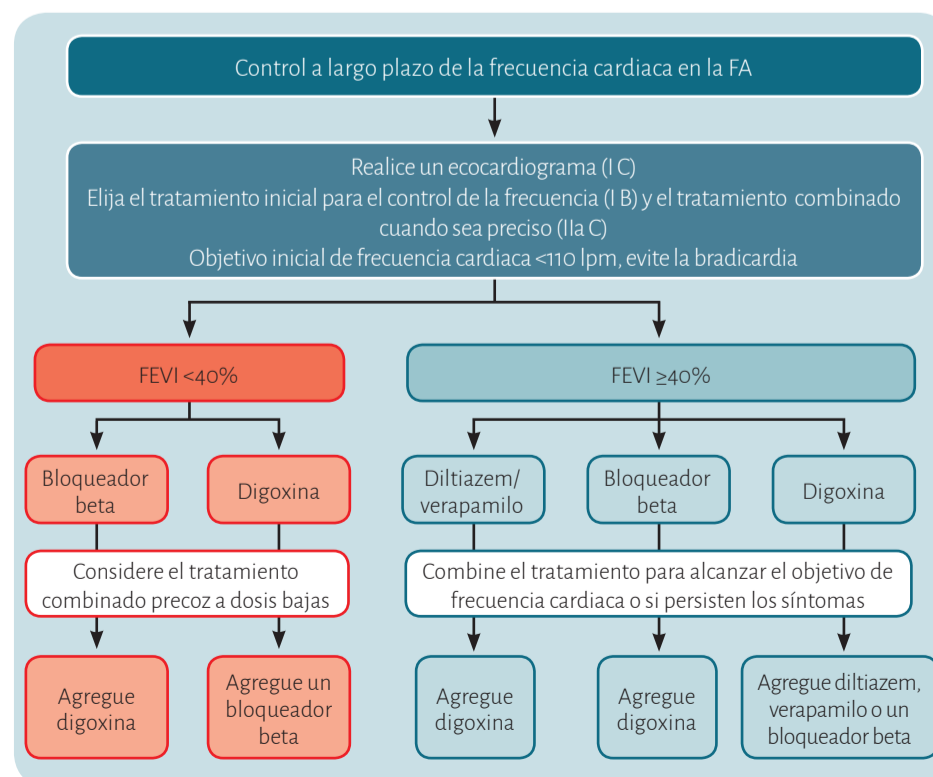 Control a largo plazo de la frecuencia cardiaca en la FA
Realice un ecocardiograma (I C)
Elija el tratamiento inicial para el control de la frecuencia (I B) y el tratamiento combinado
cuando sea preciso (IIa C)
Objetivo inicial de frecuencia cardiaca <110 lpm, evite la bradicardia
FEVI <40%
FEVI ≥40%
Bloqueador
beta
Digoxina
Diltiazem/
verapamilo
Bloqueador
beta
Digoxina
Considere el tratamiento
combinado precoz a dosis bajas
Combine el tratamiento para alcanzar el objetivo de
frecuencia cardiaca o si persisten los síntomas
Agregue
digoxina
Agregue un
bloqueador
beta
Agregue
digoxina
Agregue
digoxina
Agregue diltiazem,
verapamilo o un
bloqueador beta